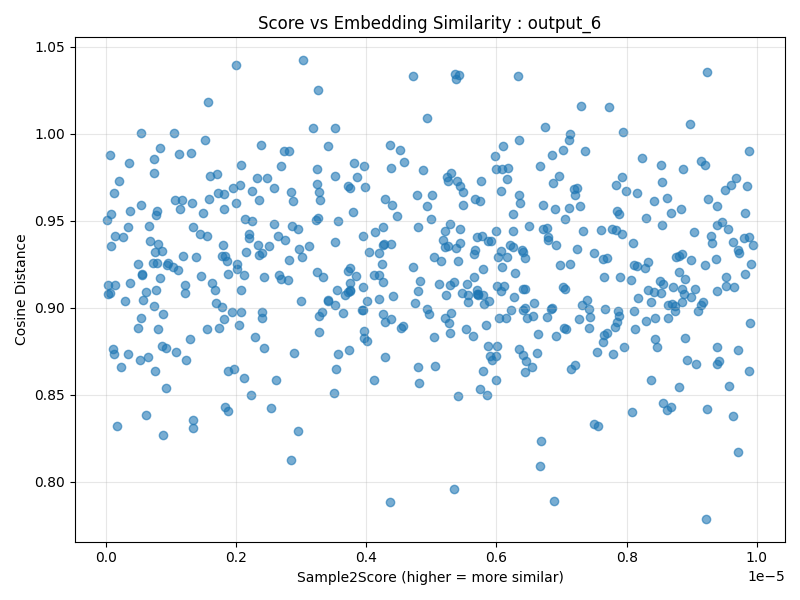 Score vs Embedding Similarity : output_6
Cosine Distance
1.05
1.00
0.95
0.90
0.85
0.80
0.0 0.2 0.4 0.6 0.8 1.0
1e−5
Sample2Score (higher = more similar)